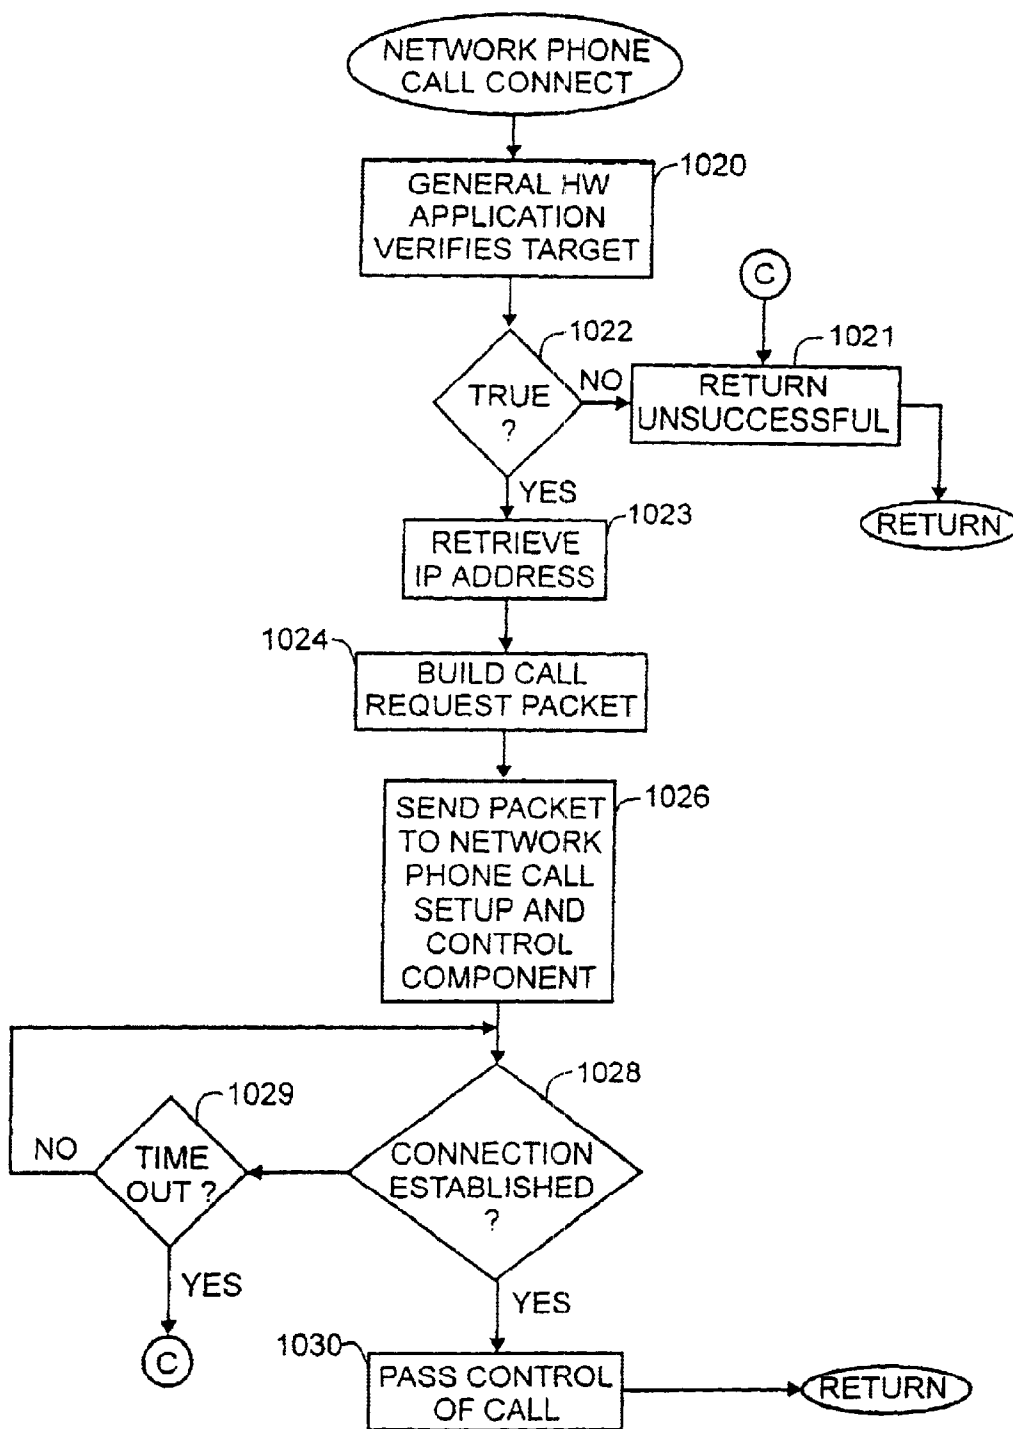 NETWORK PHONE
CALL CONNECT
1020
GENERAL HW
APPLICATION
VERIFIES TARGET
C
1022
1021
TRUE
?
NO
RETURN
UNSUCCESSFUL
YES
RETURN
1023
RETRIEVE
IP ADDRESS
1024
BUILD CALL
REQUEST PACKET
1026
SEND PACKET
TO NETWORK
PHONE CALL
SETUP AND
CONTROL
COMPONENT
1028
1029
NO
TIME
OUT ?
CONNECTION
ESTABLISHED
?
YES
YES
C
1030
PASS CONTROL
OF CALL
RETURN